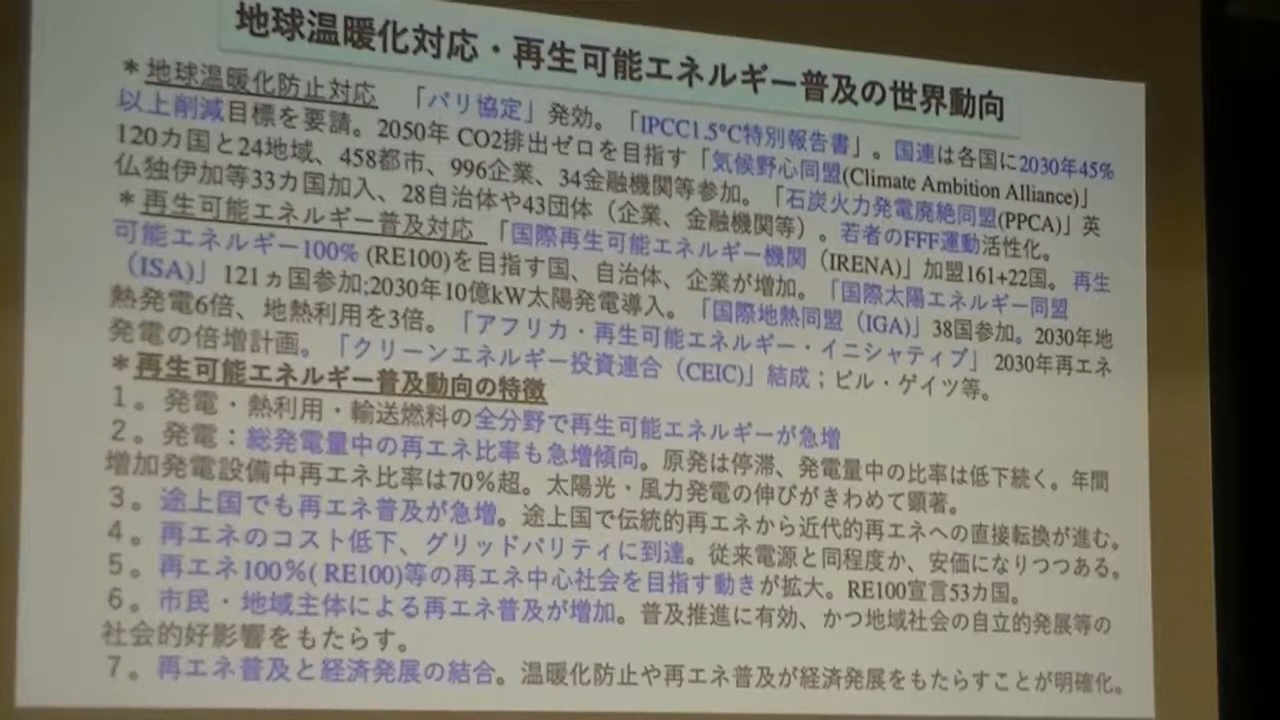 地球温暖化対応・再生可能エネルギー普及の世界動向
＊地球温暖化防止対応　「パリ協定」発効。「IPCC1.5℃特別報告書」。国連は各国に2030年45%
以上削減目標を要請。2050年 CO2排出ゼロを目指す「気候野心同盟(Climate Ambition Alliance)」
120カ国と24地域、458都市、996企業、34金融機関等参加。「石炭火力発電廃絶同盟(PPCA)」英
仏独伊加等33カ国加入、28自治体や43団体（企業、金融機関等）。若者のFFF運動活性化。
＊再生可能エネルギー普及対応　「国際再生可能エネルギー機関（IRENA)」加盟161+22国。再生
可能エネルギー100% (RE100)を目指す国、自治体、企業が増加。「国際太陽エネルギー同盟
（ISA)」121ヵ国参加;2030年10億kW太陽発電導入。「国際地熱同盟（IGA)」38国参加。2030年地
熱発電6倍、地熱利用を3倍。「アフリカ・再生可能エネルギー・イニシャティブ」2030年再エネ
発電の倍増計画。「クリーンエネルギー投資連合（CEIC)」結成；ビル・ゲイツ等。
＊再生可能エネルギー普及動向の特徴
１。発電・熱利用・輸送燃料の全分野で再生可能エネルギーが急増
２。発電：総発電量中の再エネ比率も急増傾向。原発は停滞、発電量中の比率は低下続く。年間
増加発電設備中再エネ比率は70%超。太陽光・風力発電の伸びがきわめて顕著。
３。途上国でも再エネ普及が急増。途上国で伝統的再エネから近代的再エネへの直接転換が進む。
４。再エネのコスト低下、グリッドパリティに到達。従来電源と同程度か、安価になりつつある。
５。再エネ100%( RE100)等の再エネ中心社会を目指す動きが拡大。RE100宣言53カ国。
６。市民・地域主体による再エネ普及が増加。普及推進に有効、かつ地域社会の自立的発展等の
社会的好影響をもたらす。
７。再エネ普及と経済発展の結合。温暖化防止や再エネ普及が経済発展をもたらすことが明確化。